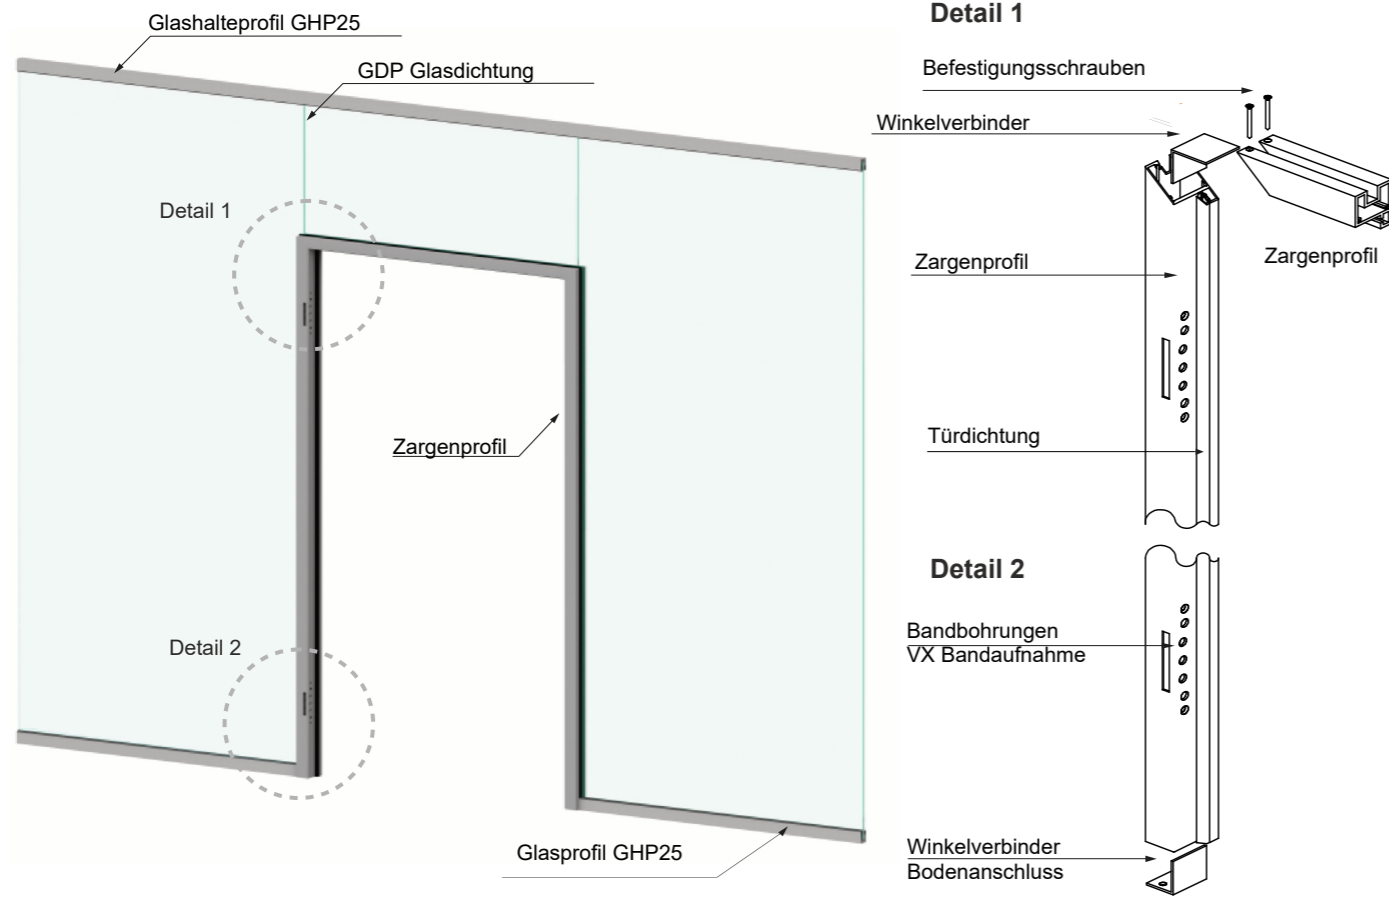 Glashalteprofil GHP25
GDP Glasdichtung
Detail 1
Zargenprofil
Detail 2
Glasprofil GHP25
Detail 1
Befestigungsschrauben
Winkelverbinder
Zargenprofil
Zargenprofil
Türdichtung
Detail 2
Bandbohrungen
VX Bandaufnahme
Winkelverbinder
Bodenanschluss